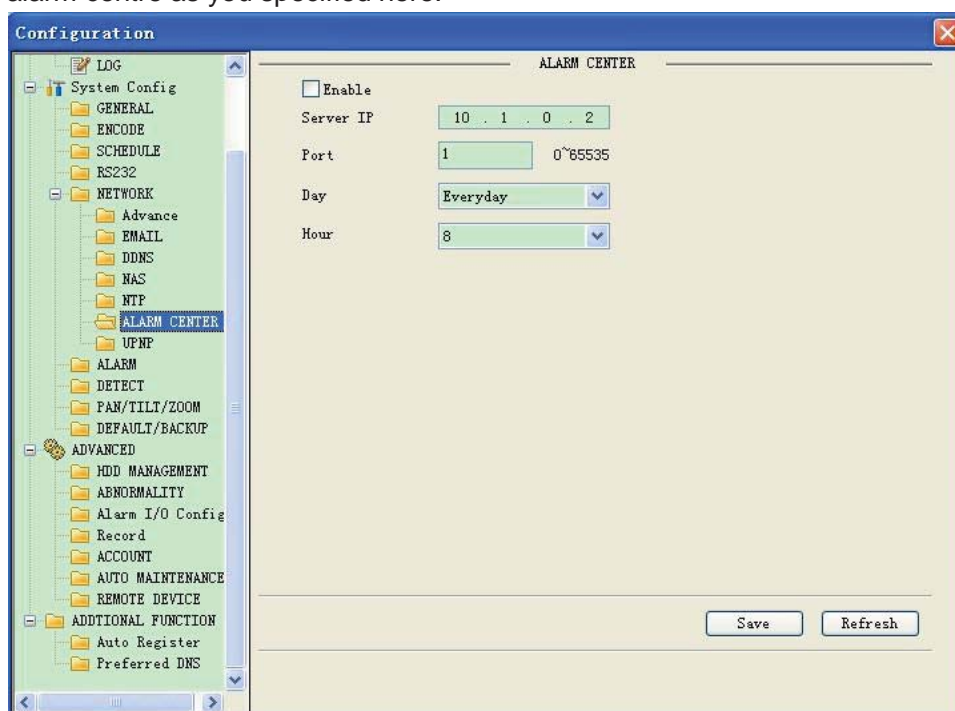 alarm centre as you specified here.
Configuration
LOG
System Config
GENERAL
ENCODE
SCHEDULE
RS232
NETWORK
Advance
EMAIL
DDNS
NAS
NTP
ALARM CENTER
UPNP
ALARM
DETECT
PAN/TILT/ZOOM
DEFAULT/BACKUP
ADVANCED
HDD MANAGEMENT
ABNORMALITY
Alarm I/O Config
Record
ACCOUNT
AUTO MAINTENANCE
REMOTE DEVICE
ADDTIONAL FUNCTION
Auto Register
Preferred DNS
ALARM CENTER
Enable
Server IP 10 . 1 . 0 . 2
Port 1 0~65535
Day Everyday
Hour 8
Save Refresh